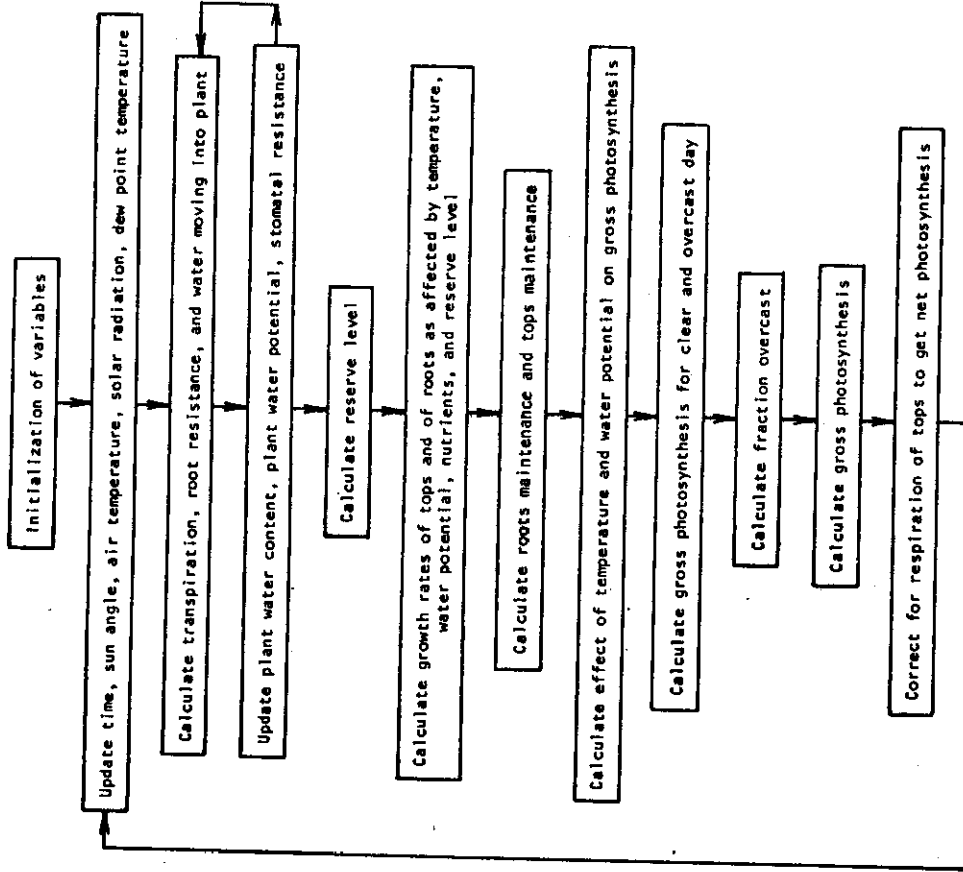 Initialization of variables
Update time, sun angle, air temperature, solar radiation, dew point temperature
Calculate transpiration, root resistance, and water moving into plant
Update plant water content, plant water potential, stomatal resistance
Calculate reserve level
Calculate growth rates of tops and of roots as affected by temperature,
water potential, nutrients, and reserve level
Calculate roots maintenance and tops maintenance
Calculate effect of temperature and water potential on gross photosynthesis
Calculate gross photosynthesis for clear and overcast day
Calculate fraction overcast
Calculate gross photosynthesis
Correct for respiration of tops to get net photosynthesis